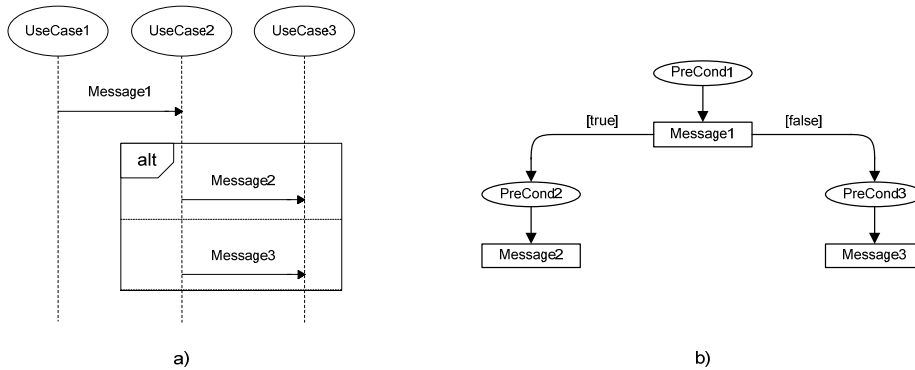 UseCase1
UseCase2
UseCase3
Message1
alt
Message2
Message3
a)
PreCond1
[true]
Message1
[false]
PreCond2
PreCond3
Message2
Message3
b)